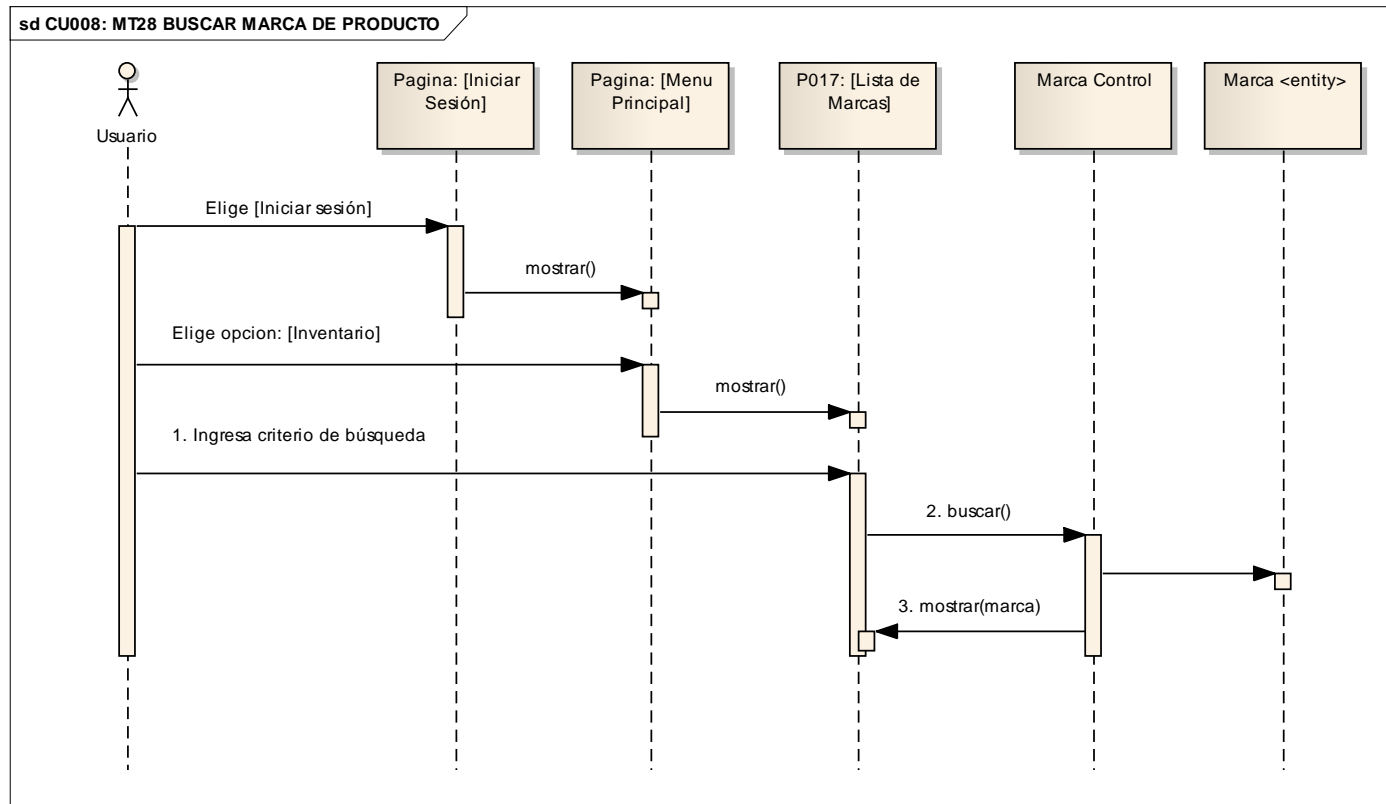 sd CU008: MT28 BUSCAR MARCA DE PRODUCTO
Usuario
Pagina: [Iniciar
Sesión]
Pagina: [Menu
Principal]
P017: [Lista de
Marcas]
Marca Control
Marca <entity>
Elige [Iniciar sesión]
mostrar()
Elige opcion: [Inventario]
mostrar()
1. Ingresa criterio de búsqueda
2. buscar()
3. mostrar(marca)